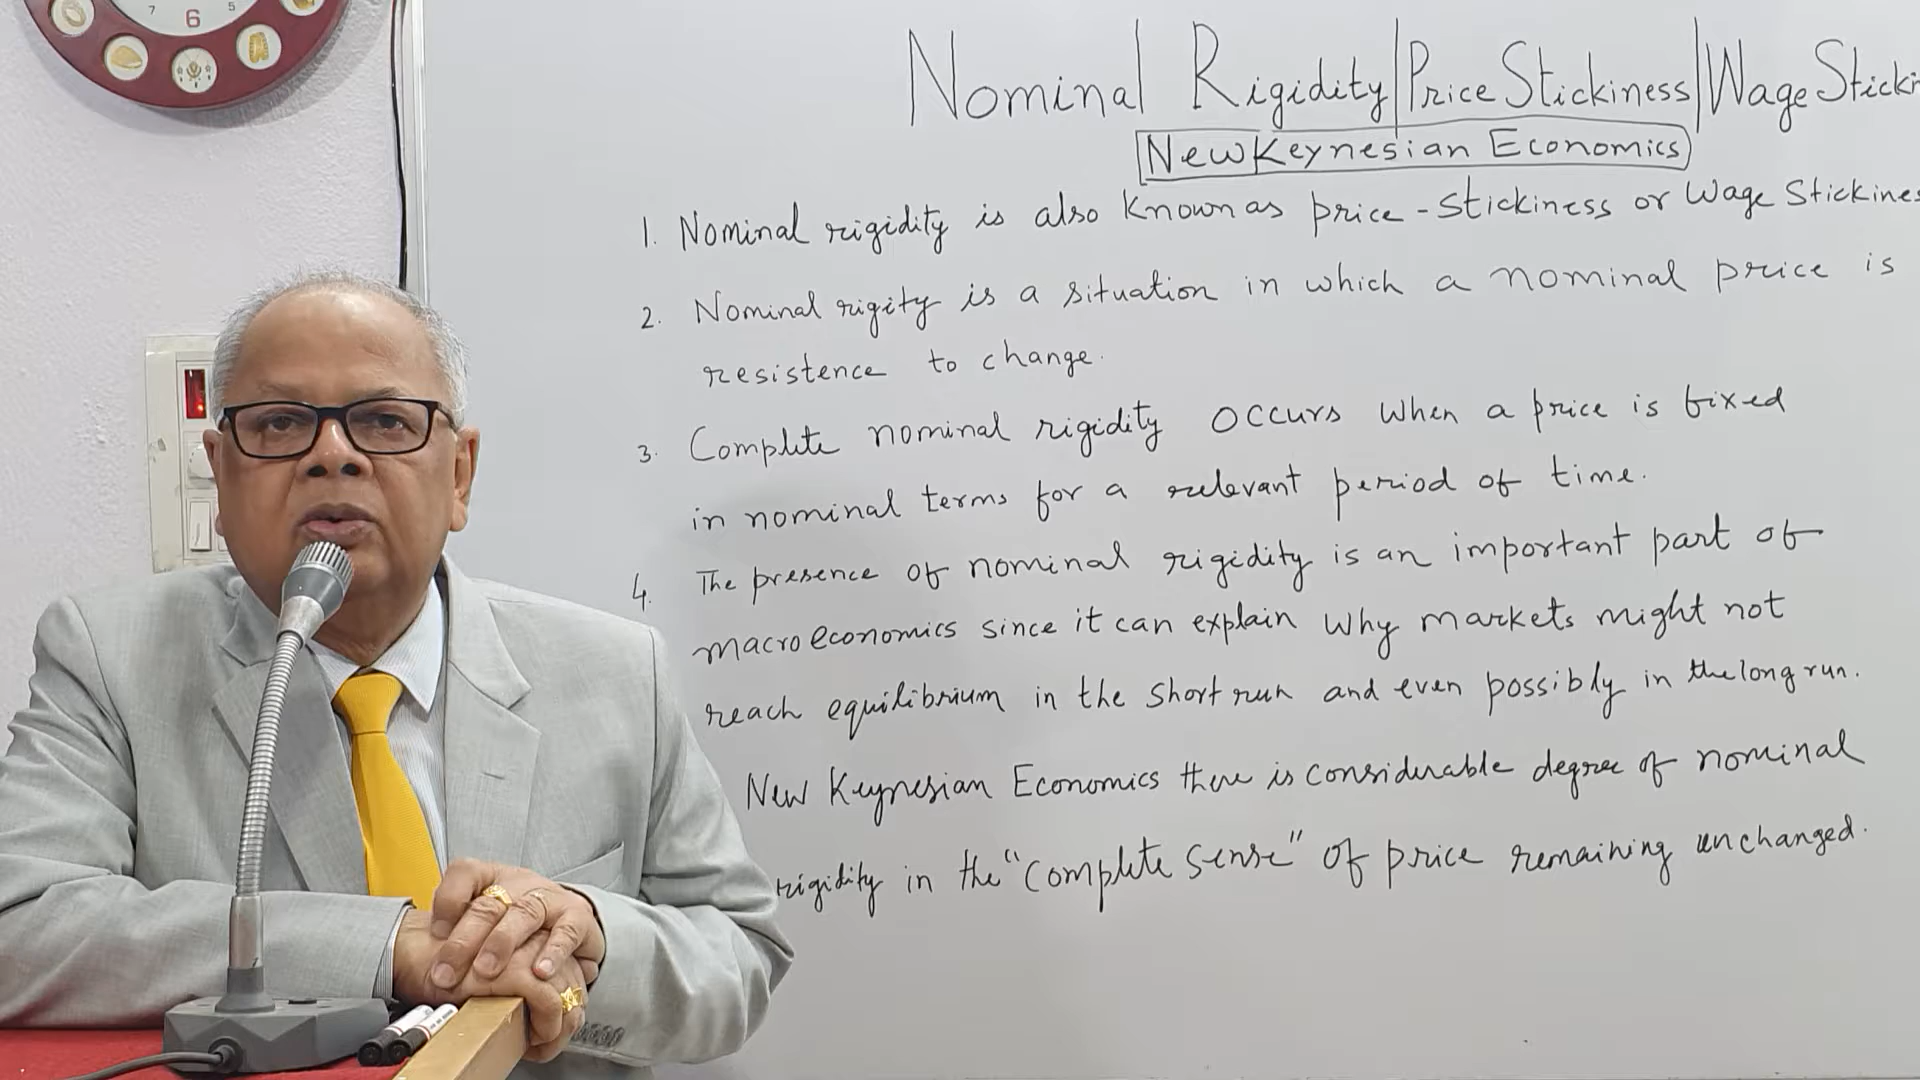 7 6 5
Nominal Rigidity|Price Stickiness|Wage Stickin
New Keynesian Economics
1. Nominal rigidity is also known as price-stickiness or Wage Stickines
2. Nominal rigity is a situation in which a nominal price is
resistence to change.
3. Complete nominal rigidity occurs when a price is fixed
in nominal terms for a relevant period of time.
4. The presence of nominal rigidity is an important part of
macroeconomics since it can explain why markets might not
reach equilibrium in the short run and even possibly in the long run.
New Keynesian Economics there is considerable degree of nominal
rigidity in the "complete sense" of price remaining unchanged.